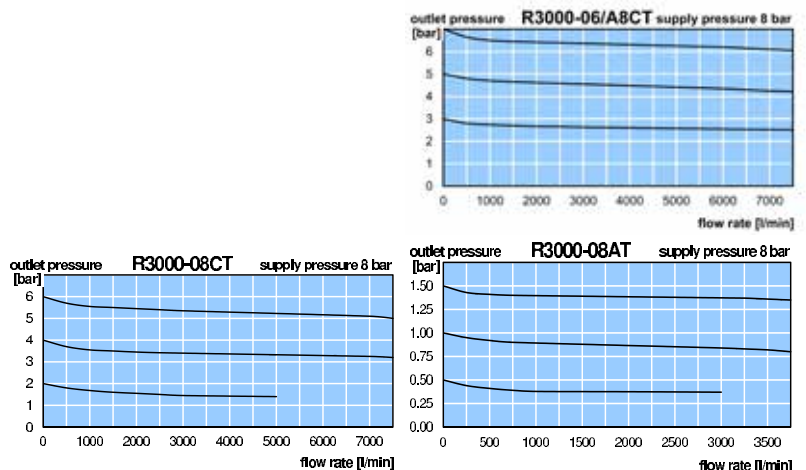 outlet pressure R3000-06/A8CT supply pressure 8 bar
[bar]
6
5
4
3
2
1
0
0 1000 2000 3000 4000 5000 6000 7000
flow rate [l/min]
outlet pressure R3000-08CT supply pressure 8 bar
[bar]
6
5
4
3
2
1
0
0 1000 2000 3000 4000 5000 6000 7000
flow rate [l/min]
outlet pressure R3000-08AT supply pressure 8 bar
[bar]
1.50
1.25
1.00
0.75
0.50
0.25
0.00
0 500 1000 1500 2000 2500 3000 3500
flow rate [l/min]